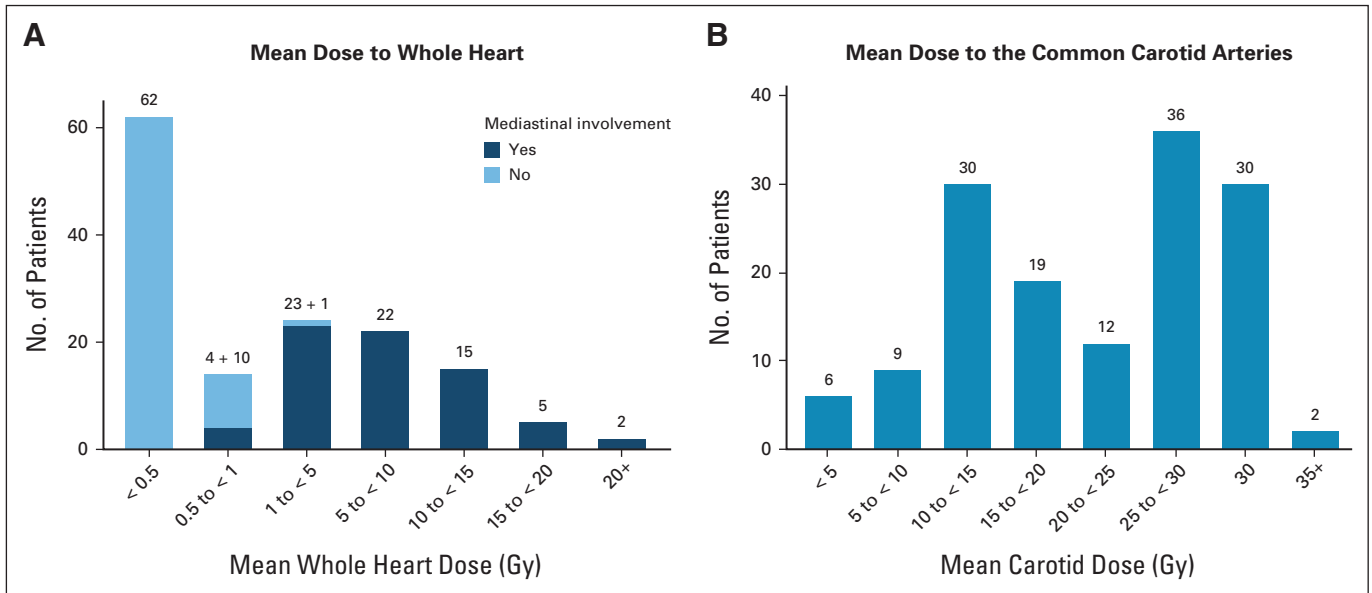 A
Mean Dose to Whole Heart
62
60
40
20
0
4 + 10
23 + 1
22
15
5
2
Mediastinal involvement
Yes
No
No. of Patients
< 0.5
0.5 to < 1
1 to < 5
5 to < 10
10 to < 15
15 to < 20
20+
Mean Whole Heart Dose (Gy)
B
Mean Dose to the Common Carotid Arteries
40
30
20
10
0
6
9
30
19
12
36
30
2
No. of Patients
< 5
5 to < 10
10 to < 15
15 to < 20
20 to < 25
25 to < 30
30
35+
Mean Carotid Dose (Gy)